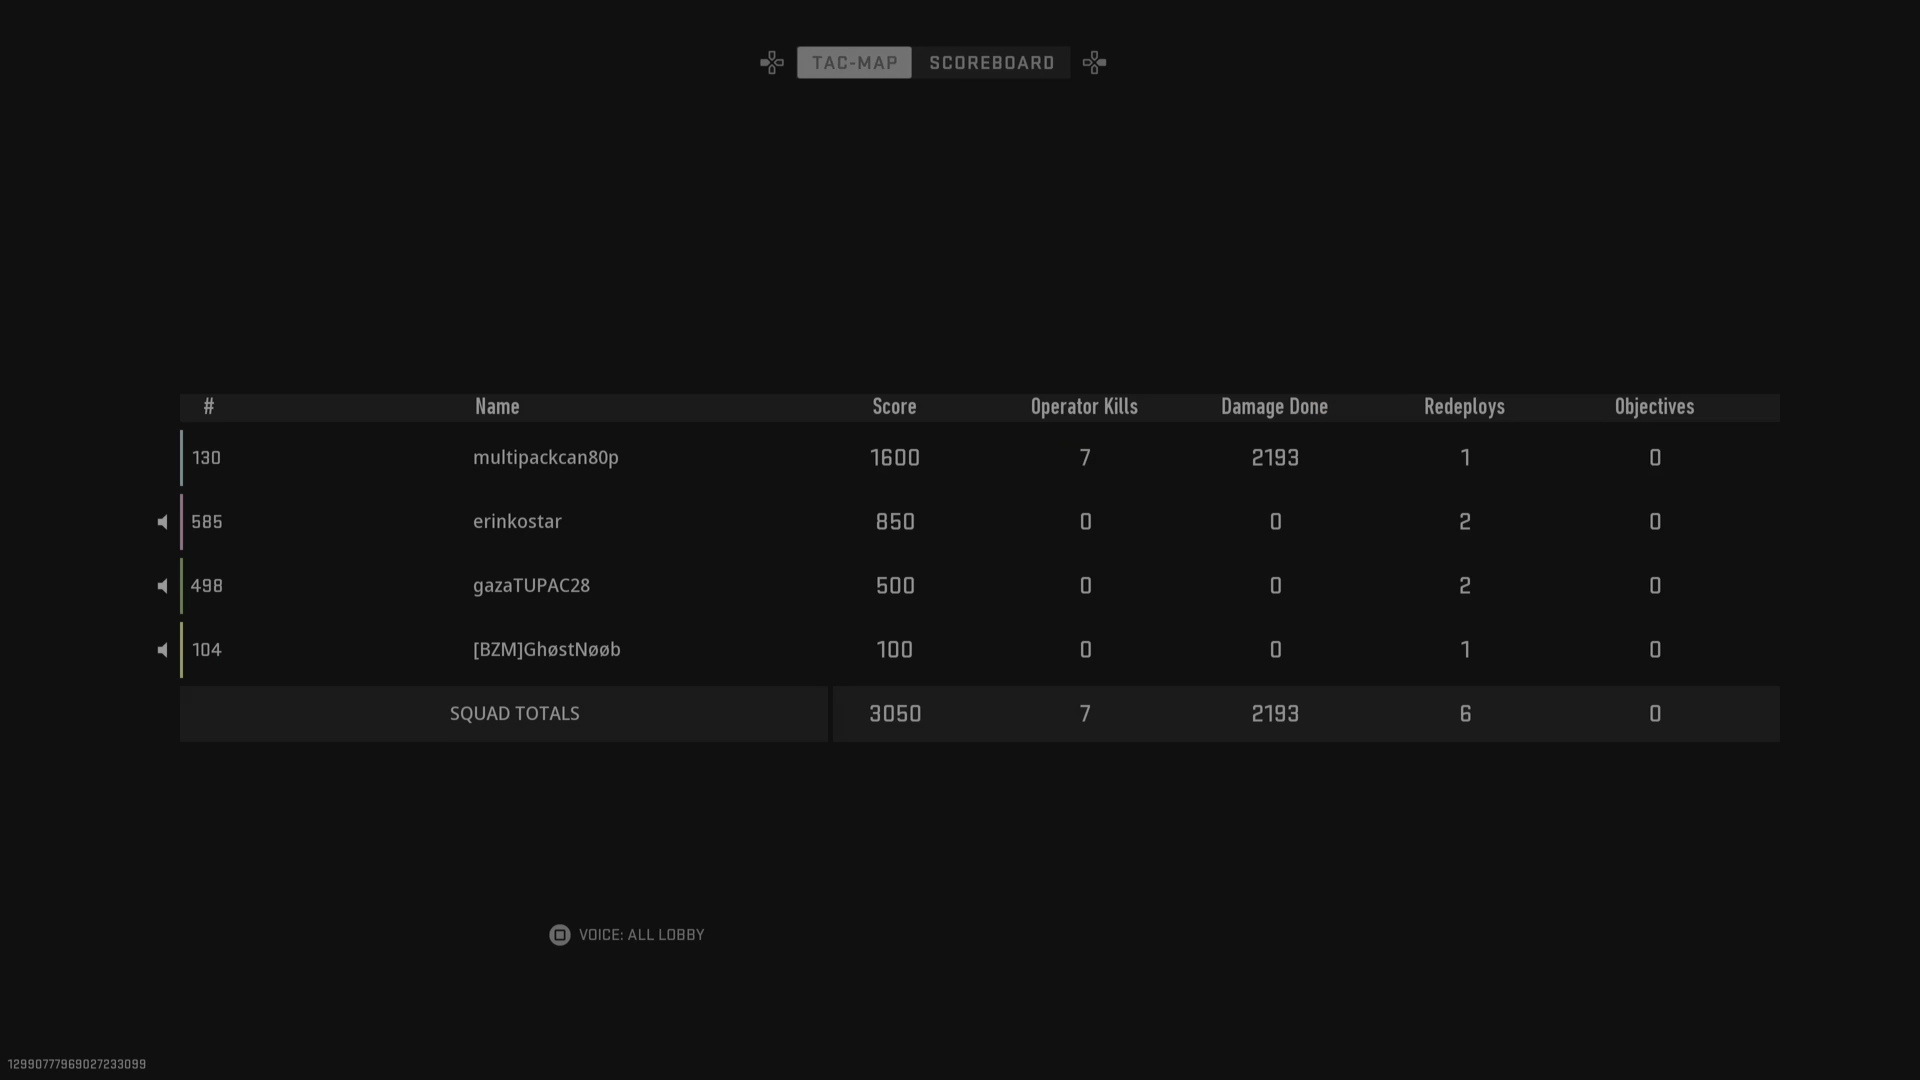 TAC-MAP SCOREBOARD
# Name Score Operator Kills Damage Done Redeploys Objectives
130 multipackcan80p 1600 7 2193 1 0
585 erinkostar 850 0 0 2 0
498 gazaTUPAC28 500 0 0 2 0
104 [BZM]GhøstNøøb 100 0 0 1 0
SQUAD TOTALS 3050 7 2193 6 0
VOICE: ALL LOBBY
12990777969027233099